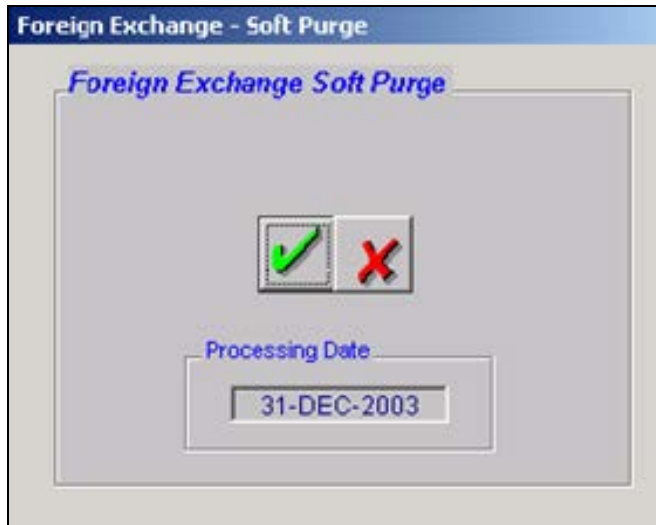 Foreign Exchange - Soft Purge
Foreign Exchange Soft Purge
Processing Date
31-DEC-2003